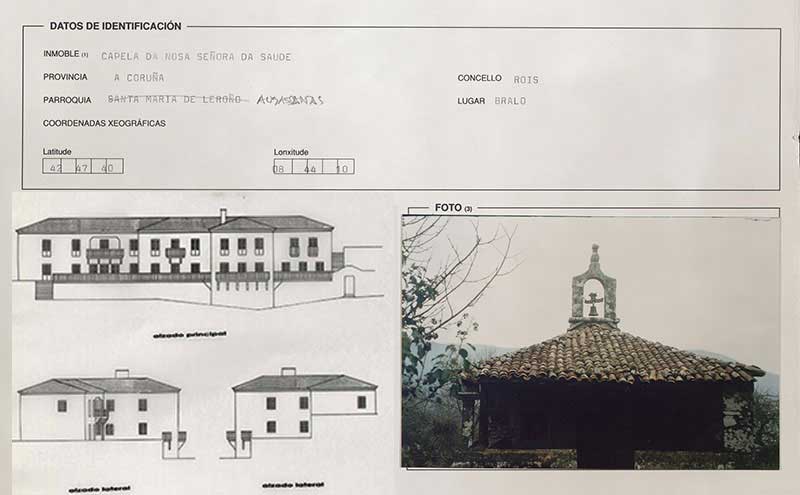 DATOS DE IDENTIFICACIÓN
INMOBLE (1) CAPELA DA NOSA SEÑORA DA SAUDE
PROVINCIA A CORUÑA
CONCELLO ROIS
PARROQUIA SANTA MARIA DE LEROÑO
LUGAR BRALO
COORDENADAS XEOGRÁFICAS
Latitude
Lonxitude
42 47 40
08 44 10
FOTO (3)
alzado principal
alzado lateral
alzado lateral